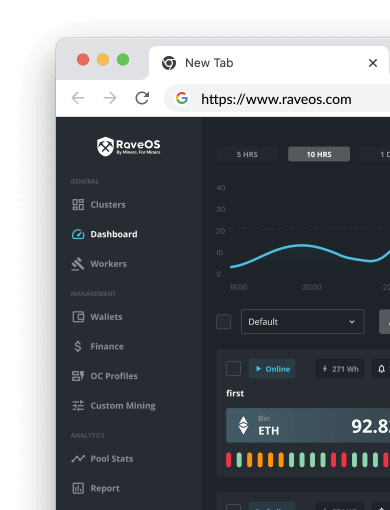 New Tab
https://www.raveos.com
RaveOS
By Miners. For Miners
GENERAL
Clusters
Dashboard
Workers
MANAGEMENT
Wallets
Finance
OC Profiles
Custom Mining
ANALYTICS
Pool Stats
Report
5 HRS
10 HRS
40
30
20
10
0
18:00
20:00
Default
Online
271 Wh
first
Bin
ETH
92.8